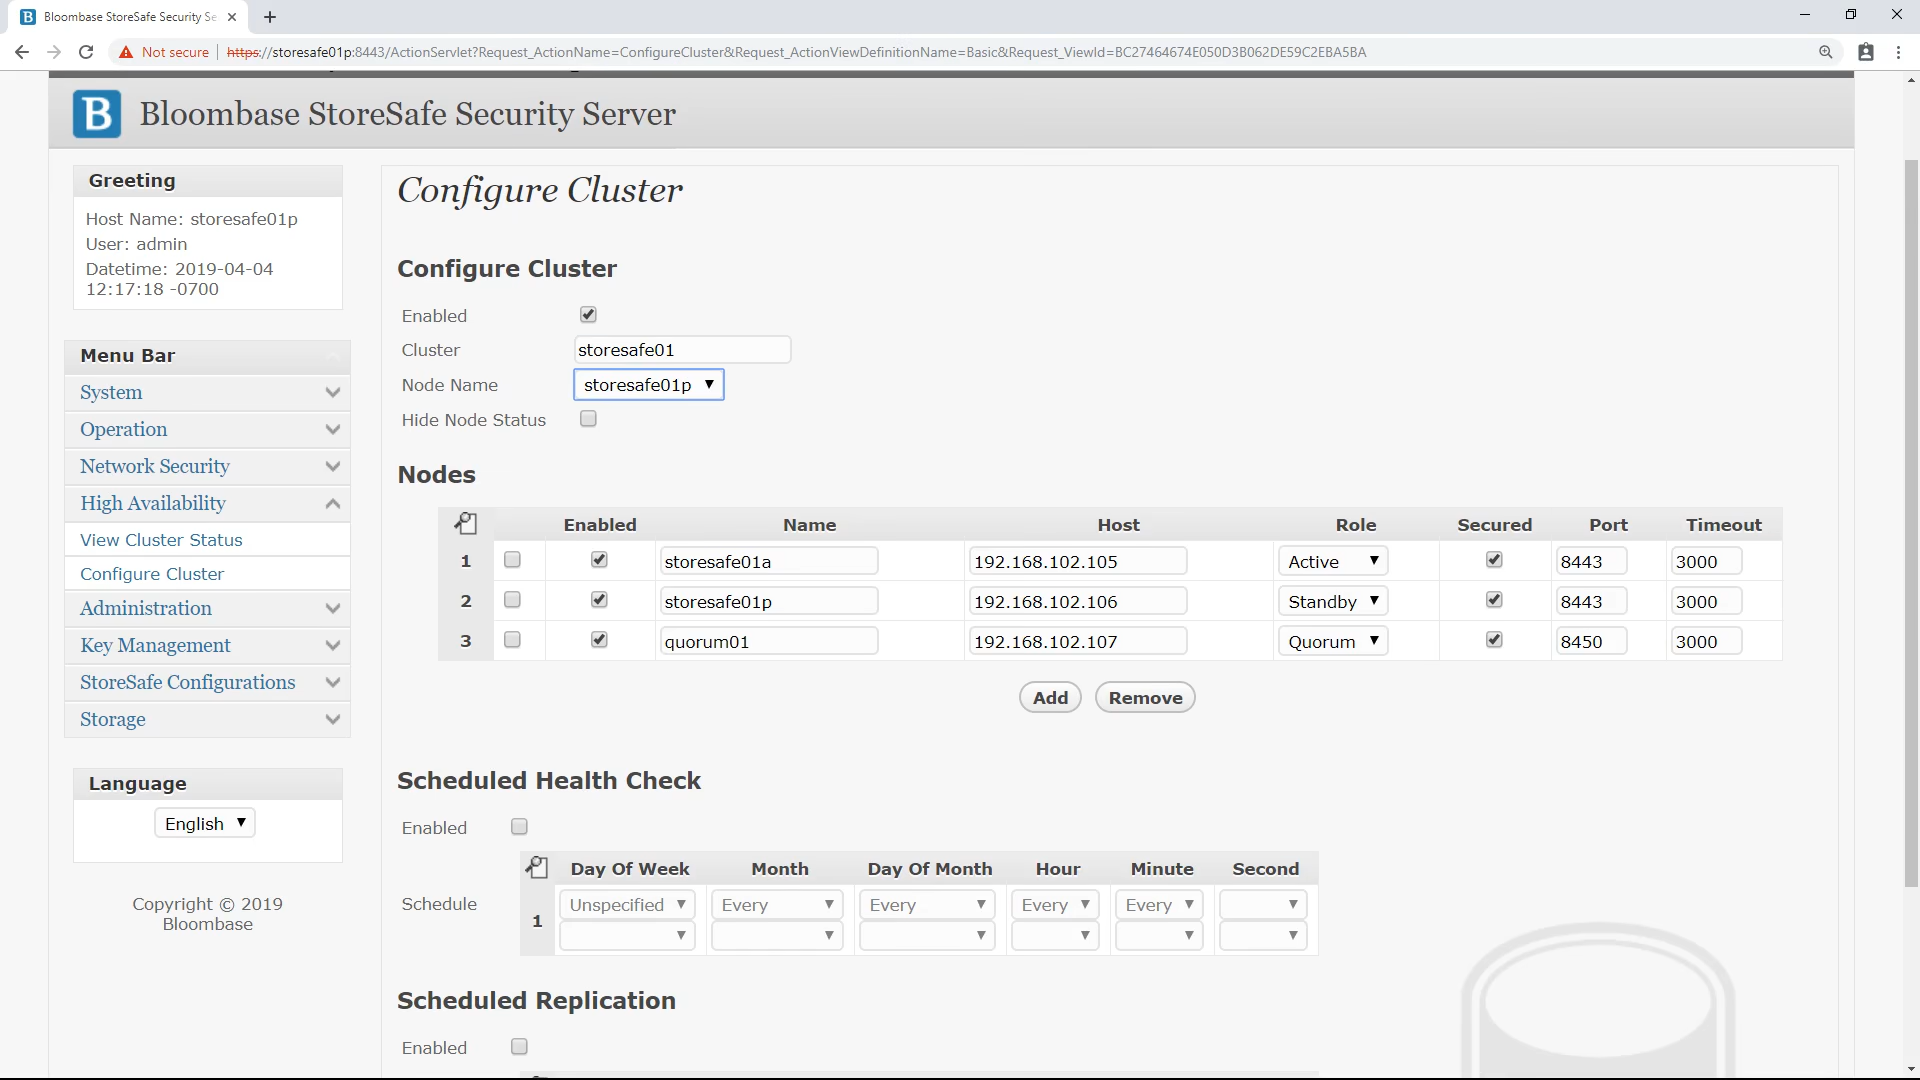 Bloombase StoreSafe Security Se
Not secure https://storesafe01p:8443/ActionServlet?Request_ActionName=ConfigureCluster&Request_ActionViewDefinitionName=Basic&Request_ViewId=BC27464674E050D3B062DE59C2EBA5BA
B Bloombase StoreSafe Security Server
Greeting
Host Name: storesafe01p
User: admin
Datetime: 2019-04-04
12:17:18 -0700
Menu Bar
System
Operation
Network Security
High Availability
View Cluster Status
Configure Cluster
Administration
Key Management
StoreSafe Configurations
Storage
Language
English
Copyright © 2019
Bloombase
Configure Cluster
Configure Cluster
Enabled
Cluster storesafe01
Node Name storesafe01p
Hide Node Status
Nodes
Enabled Name Host Role Secured Port Timeout
1 storesafe01a 192.168.102.105 Active 8443 3000
2 storesafe01p 192.168.102.106 Standby 8443 3000
3 quorum01 192.168.102.107 Quorum 8450 3000
Add Remove
Scheduled Health Check
Enabled
Day Of Week Month Day Of Month Hour Minute Second
Schedule 1 Unspecified Every Every Every Every
Scheduled Replication
Enabled